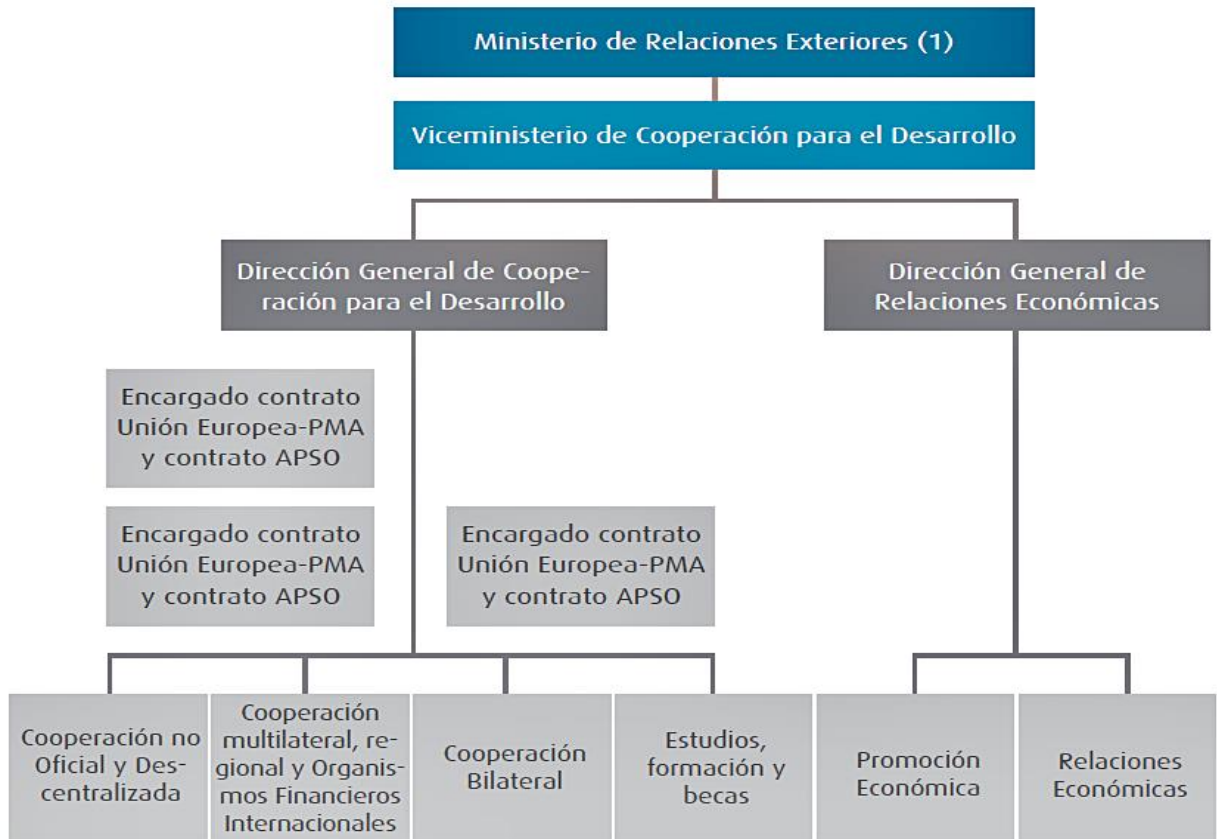 Ministerio de Relaciones Exteriores (1)
Viceministerio de Cooperación para el Desarrollo
Dirección General de Coope-
ración para el Desarrollo
Dirección General de
Relaciones Económicas
Encargado contrato
Unión Europea-PMA
y contrato APSO
Encargado contrato
Unión Europea-PMA
y contrato APSO
Encargado contrato
Unión Europea-PMA
y contrato APSO
Cooperación no
Oficial y Des-
centralizada
Cooperación
multilateral, re-
gional y Organis-
mos Financieros
Internacionales
Cooperación
Bilateral
Estudios,
formación y
becas
Promoción
Económica
Relaciones
Económicas